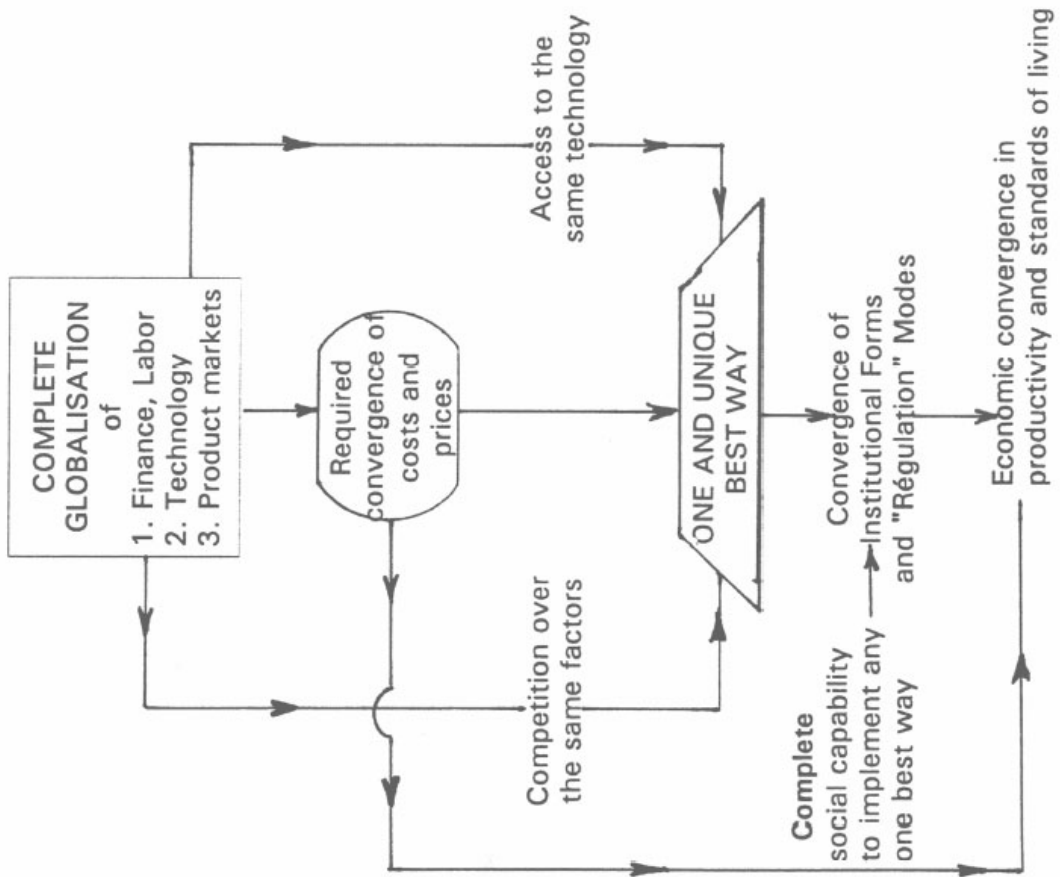 COMPLETE
GLOBALISATION
of
1. Finance, Labor
2. Technology
3. Product markets
Required
convergence of
costs and
prices
Competition over
the same factors
Access to the
same technology
ONE AND UNIQUE
BEST WAY
Complete
social capability
to implement any
one best way
Convergence of
Institutional Forms
and "Régulation" Modes
Economic convergence in
productivity and standards of living